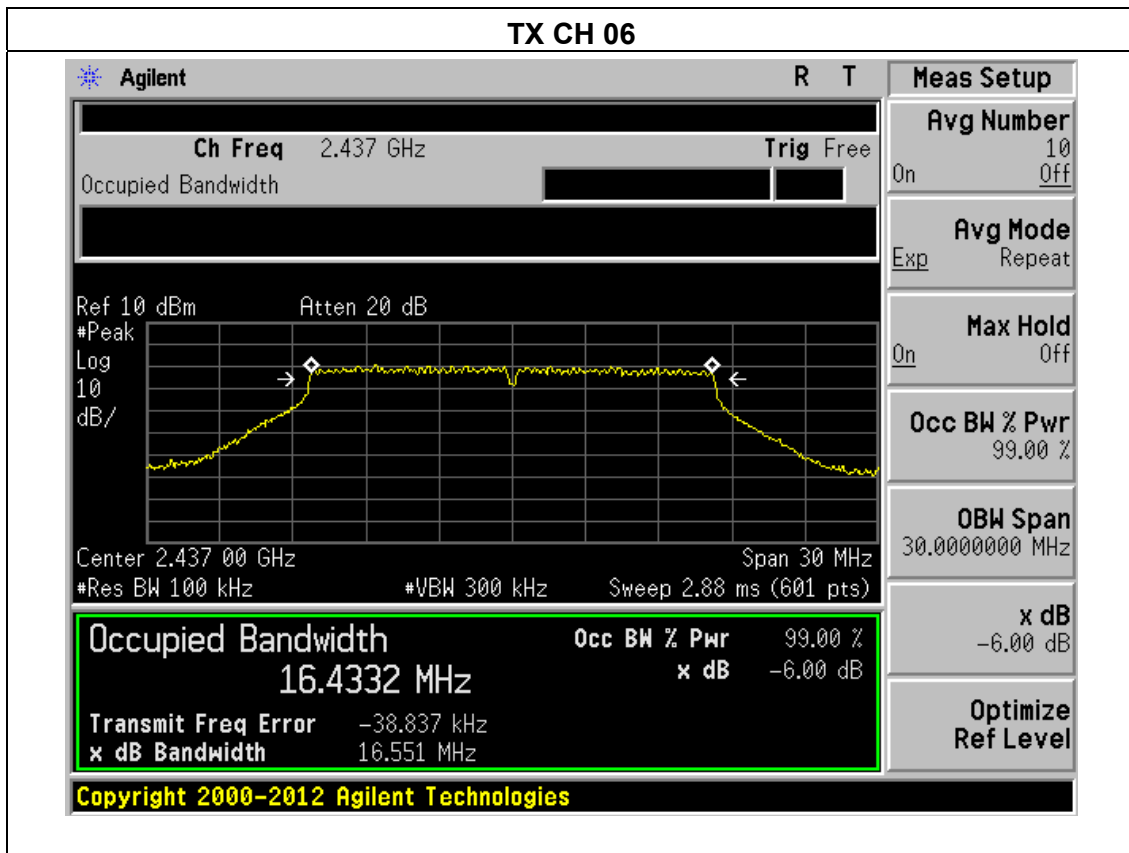 TX CH 06
Agilent R T
Ch Freq 2.437 GHz Trig Free
Occupied Bandwidth
Ref 10 dBm Atten 20 dB
#Peak
Log
10
dB/
Center 2.437 00 GHz Span 30 MHz
#Res BW 100 kHz #VBW 300 kHz Sweep 2.88 ms (601 pts)
Occupied Bandwidth Occ BW % Pwr 99.00 %
16.4332 MHz x dB -6.00 dB
Transmit Freq Error -38.837 kHz
x dB Bandwidth 16.551 MHz
Copyright 2000-2012 Agilent Technologies
Meas Setup
Avg Number
10
On Off
Avg Mode
Exp Repeat
Max Hold
On Off
Occ BW % Pwr
99.00 %
OBW Span
30.0000000 MHz
x dB
-6.00 dB
Optimize
Ref Level